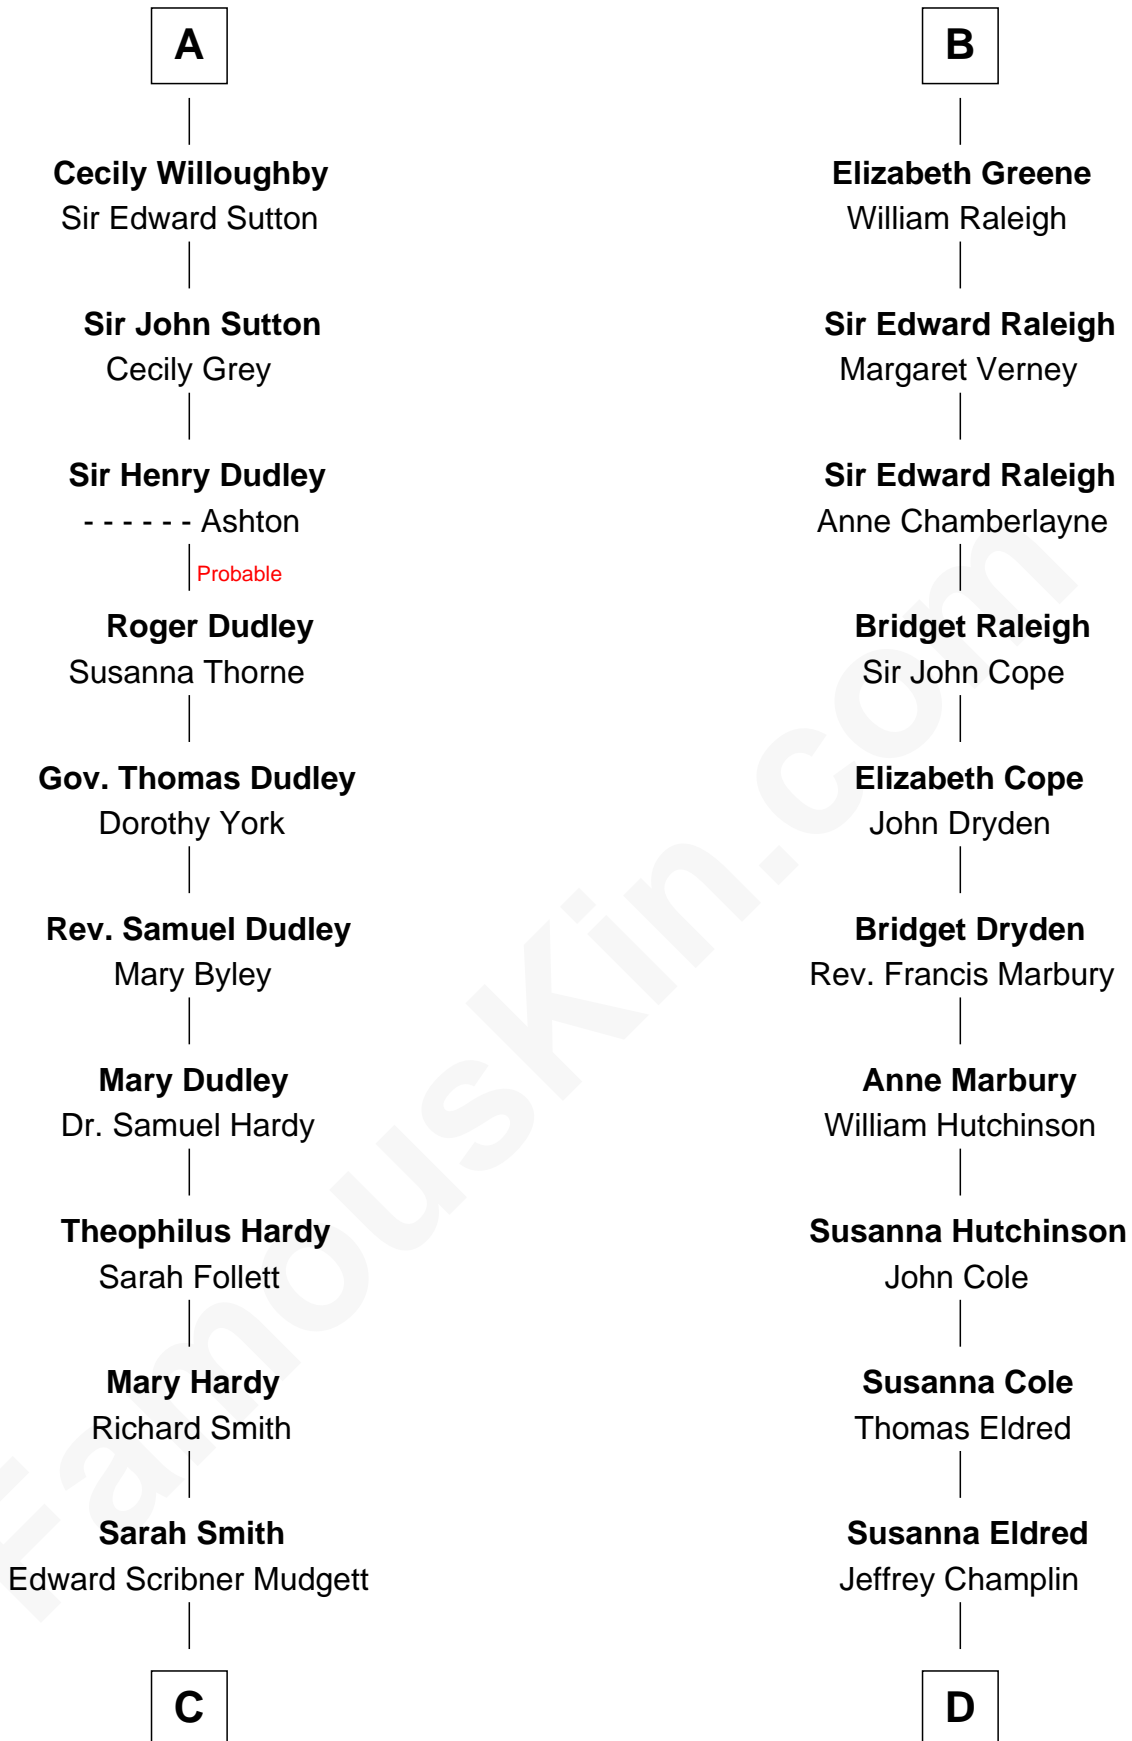 A
Cecily Willoughby
Sir Edward Sutton
Sir John Sutton
Cecily Grey
Sir Henry Dudley
- - - - - - Ashton
Probable
Roger Dudley
Susanna Thorne
Gov. Thomas Dudley
Dorothy York
Rev. Samuel Dudley
Mary Byley
Mary Dudley
Dr. Samuel Hardy
Theophilus Hardy
Sarah Follett
Mary Hardy
Richard Smith
Sarah Smith
Edward Scribner Mudgett
C
B
Elizabeth Greene
William Raleigh
Sir Edward Raleigh
Margaret Verney
Sir Edward Raleigh
Anne Chamberlayne
Bridget Raleigh
Sir John Cope
Elizabeth Cope
John Dryden
Bridget Dryden
Rev. Francis Marbury
Anne Marbury
William Hutchinson
Susanna Hutchinson
John Cole
Susanna Cole
Thomas Eldred
Susanna Eldred
Jeffrey Champlin
D
FamousKin.com